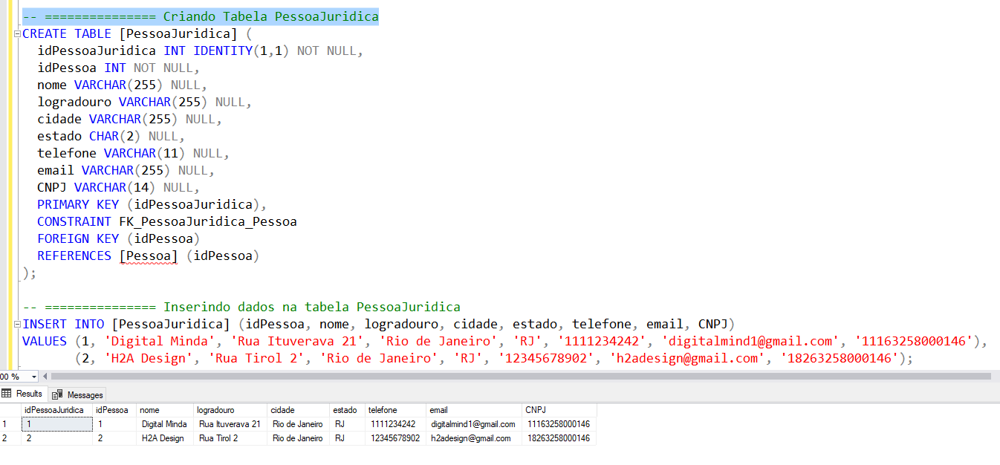 -- =============== Criando Tabela PessoaJuridica
CREATE TABLE [PessoaJuridica] (
idPessoaJuridica INT IDENTITY(1,1) NOT NULL,
idPessoa INT NOT NULL,
nome VARCHAR(255) NULL,
logradouro VARCHAR(255) NULL,
cidade VARCHAR(255) NULL,
estado CHAR(2) NULL,
telefone VARCHAR(11) NULL,
email VARCHAR(255) NULL,
CNPJ VARCHAR(14) NULL,
PRIMARY KEY (idPessoaJuridica),
CONSTRAINT FK_PessoaJuridica_Pessoa
FOREIGN KEY (idPessoa)
REFERENCES [Pessoa] (idPessoa)
);
-- =============== Inserindo dados na tabela PessoaJuridica
INSERT INTO [PessoaJuridica] (idPessoa, nome, logradouro, cidade, estado, telefone, email, CNPJ)
VALUES (1, 'Digital Minda', 'Rua Ituverava 21', 'Rio de Janeiro', 'RJ', '1111234242', 'digitalmind1@gmail.com', '11163258000146'),
(2, 'H2A Design', 'Rua Tirol 2', 'Rio de Janeiro', 'RJ', '12345678902', 'h2adesign@gmail.com', '18263258000146');
00 %
Results Messages
idPessoaJuridica idPessoa nome logradouro cidade estado telefone email CNPJ
1 1 1 Digital Minda Rua Ituverava 21 Rio de Janeiro RJ 1111234242 digitalmind1@gmail.com 11163258000146
2 2 2 H2A Design Rua Tirol 2 Rio de Janeiro RJ 12345678902 h2adesign@gmail.com 18263258000146